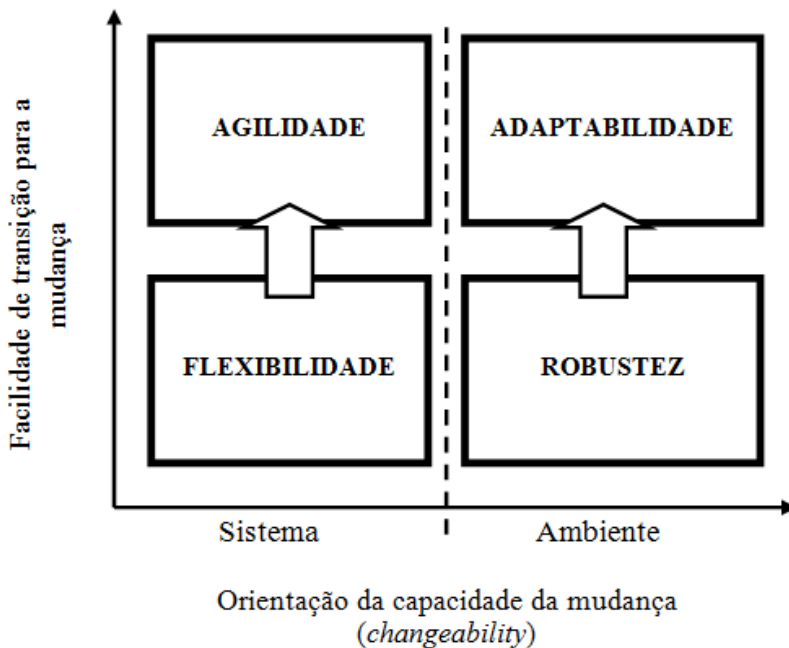 Facilidade de transição para a
mudança
AGILIDADE
ADAPTABILIDADE
FLEXIBILIDADE
ROBUSTEZ
Sistema
Ambiente
Orientação da capacidade da mudança
(changeability)